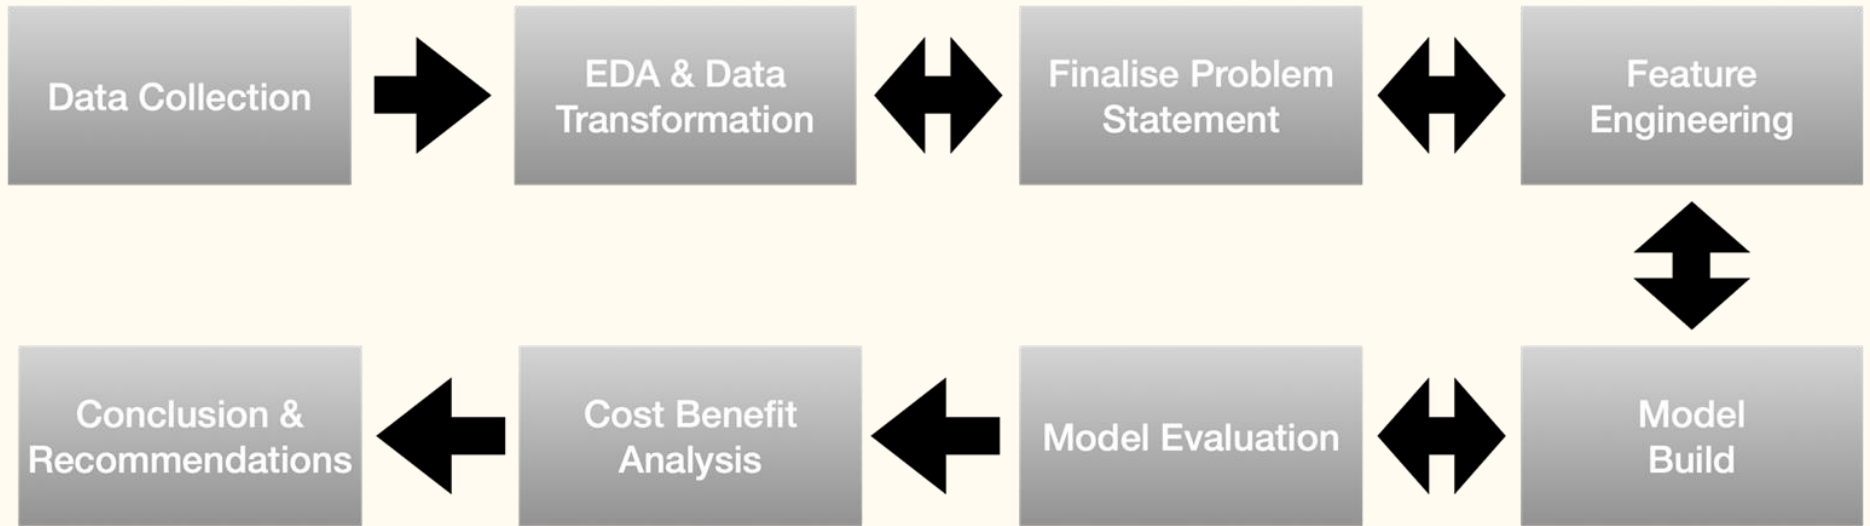 Data Collection
EDA & Data
Transformation
Finalise Problem
Statement
Feature
Engineering
Conclusion &
Recommendations
Cost Benefit
Analysis
Model Evaluation
Model
Build